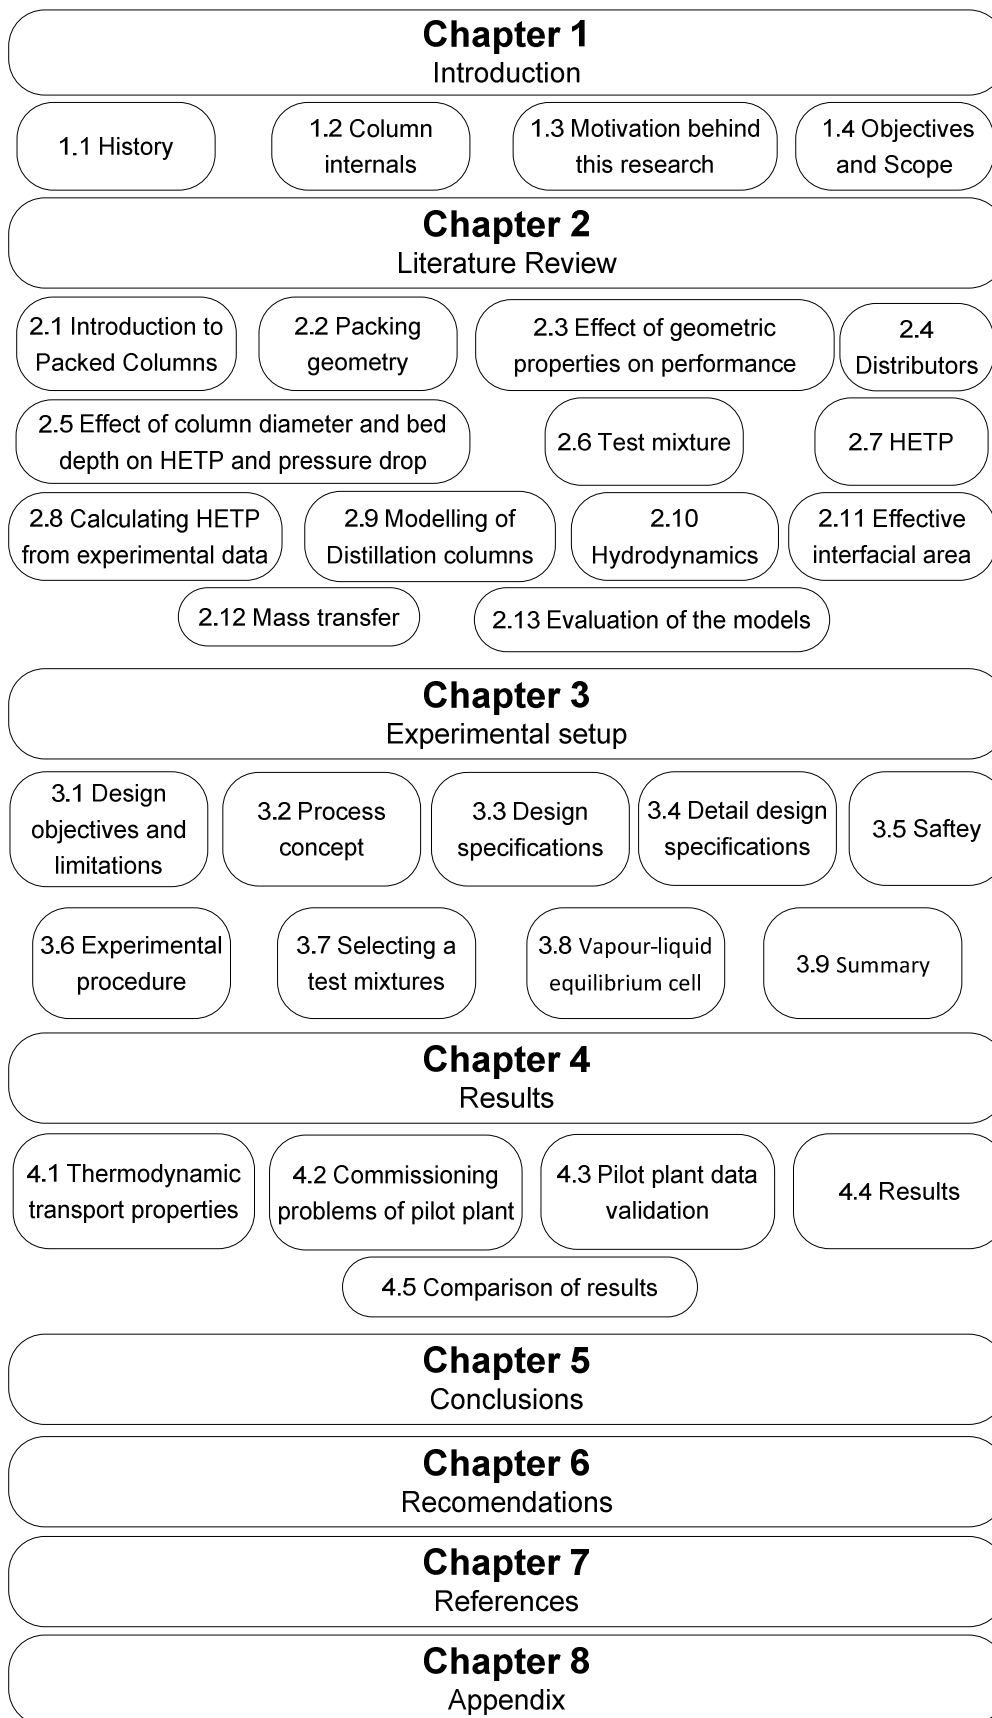 Chapter 1
Introduction
1.1 History
1.2 Column
internals
1.3 Motivation behind
this research
1.4 Objectives
and Scope
Chapter 2
Literature Review
2.1 Introduction to
Packed Columns
2.2 Packing
geometry
2.3 Effect of geometric
properties on performance
2.4
Distributors
2.5 Effect of column diameter and bed
depth on HETP and pressure drop
2.6 Test mixture
2.7 HETP
2.8 Calculating HETP
from experimental data
2.9 Modelling of
Distillation columns
2.10
Hydrodynamics
2.11 Effective
interfacial area
2.12 Mass transfer
2.13 Evaluation of the models
Chapter 3
Experimental setup
3.1 Design
objectives and
limitations
3.2 Process
concept
3.3 Design
specifications
3.4 Detail design
specifications
3.5 Saftey
3.6 Experimental
procedure
3.7 Selecting a
test mixtures
3.8 Vapour-liquid
equilibrium cell
3.9 Summary
Chapter 4
Results
4.1 Thermodynamic
transport properties
4.2 Commissioning
problems of pilot plant
4.3 Pilot plant data
validation
4.4 Results
4.5 Comparison of results
Chapter 5
Conclusions
Chapter 6
Recomendations
Chapter 7
References
Chapter 8
Appendix